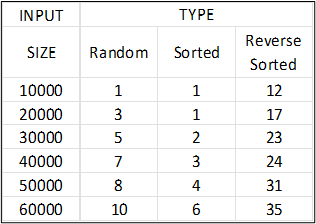 INPUT TYPE
SIZE Random Sorted Reverse Sorted
10000 1 1 12
20000 3 1 17
30000 5 2 23
40000 7 3 24
50000 8 4 31
60000 10 6 35